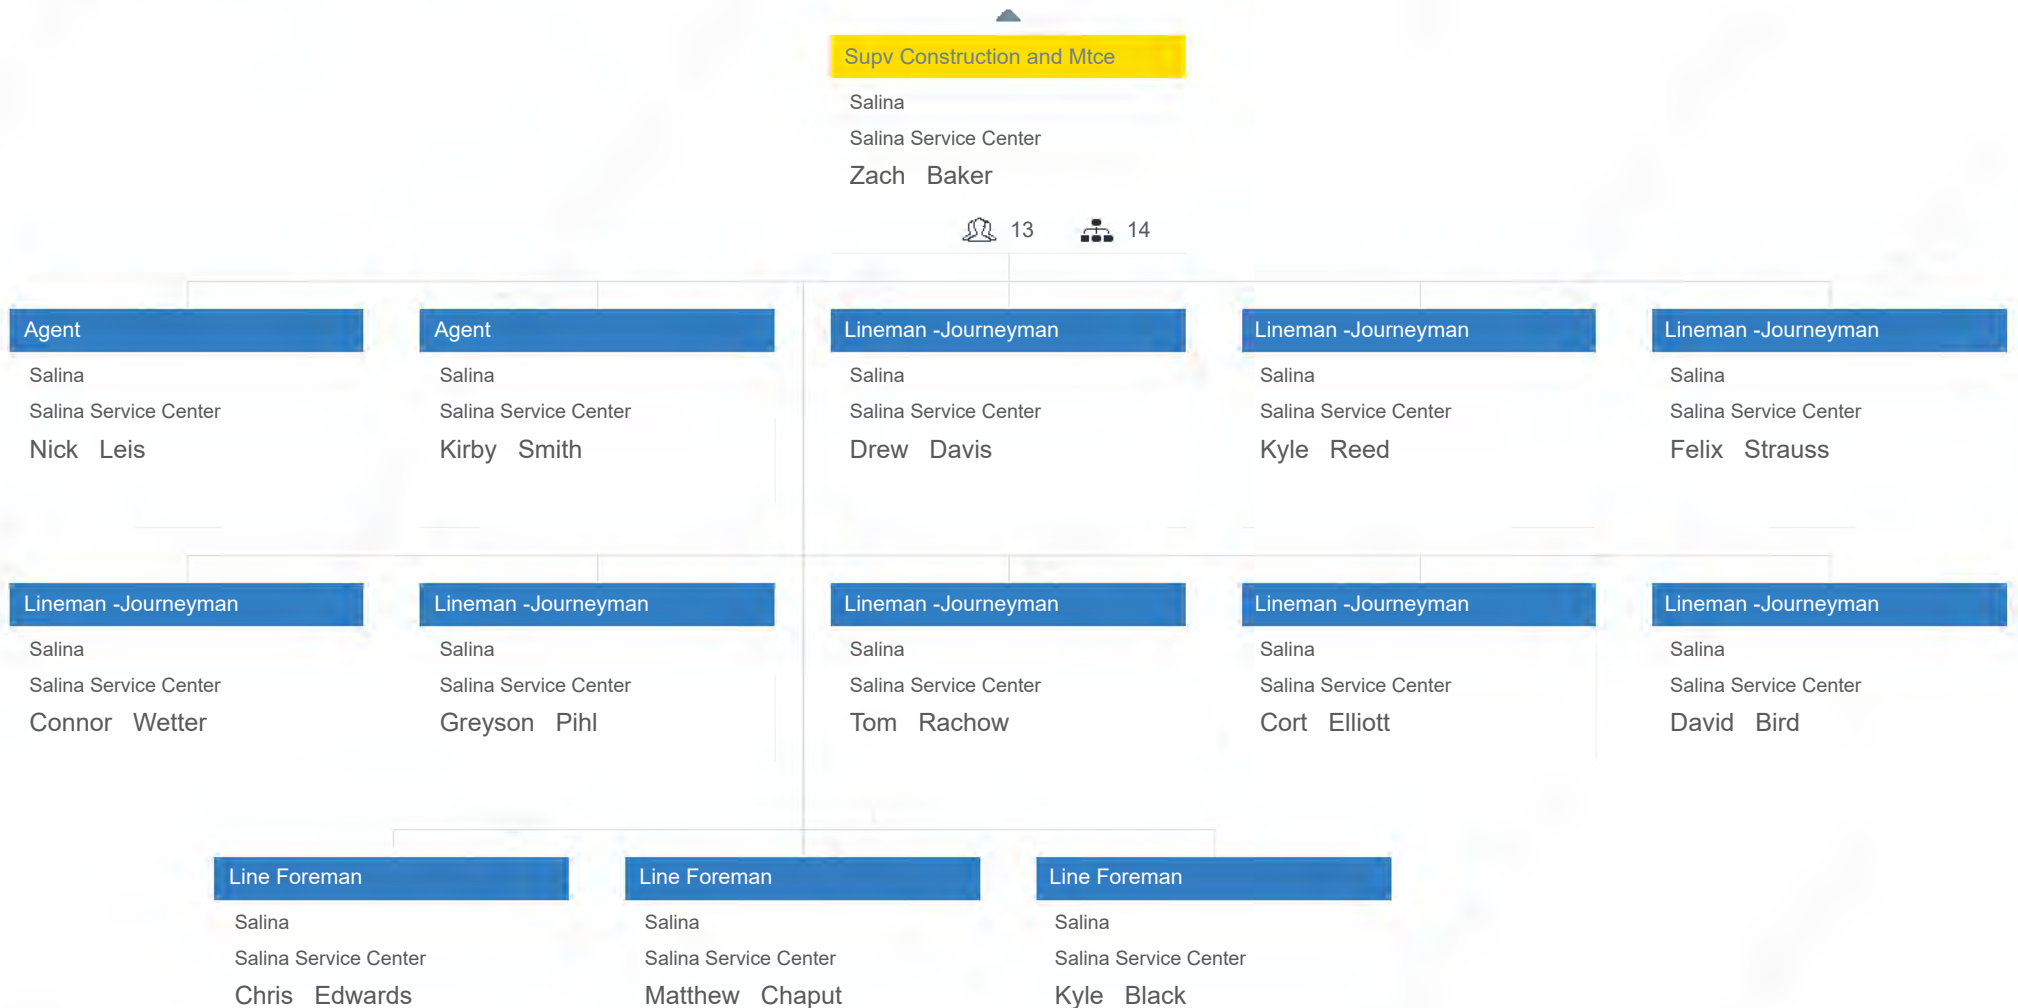 Supv Construction and Mtce
Salina
Salina Service Center
Zach Baker
13 14
Agent
Salina
Salina Service Center
Nick Leis
Agent
Salina
Salina Service Center
Kirby Smith
Lineman -Journeyman
Salina
Salina Service Center
Drew Davis
Lineman -Journeyman
Salina
Salina Service Center
Kyle Reed
Lineman -Journeyman
Salina
Salina Service Center
Felix Strauss
Lineman -Journeyman
Salina
Salina Service Center
Connor Wetter
Lineman -Journeyman
Salina
Salina Service Center
Greyson Pihl
Lineman -Journeyman
Salina
Salina Service Center
Tom Rachow
Lineman -Journeyman
Salina
Salina Service Center
Cort Elliott
Lineman -Journeyman
Salina
Salina Service Center
David Bird
Line Foreman
Salina
Salina Service Center
Chris Edwards
Line Foreman
Salina
Salina Service Center
Matthew Chaput
Line Foreman
Salina
Salina Service Center
Kyle Black